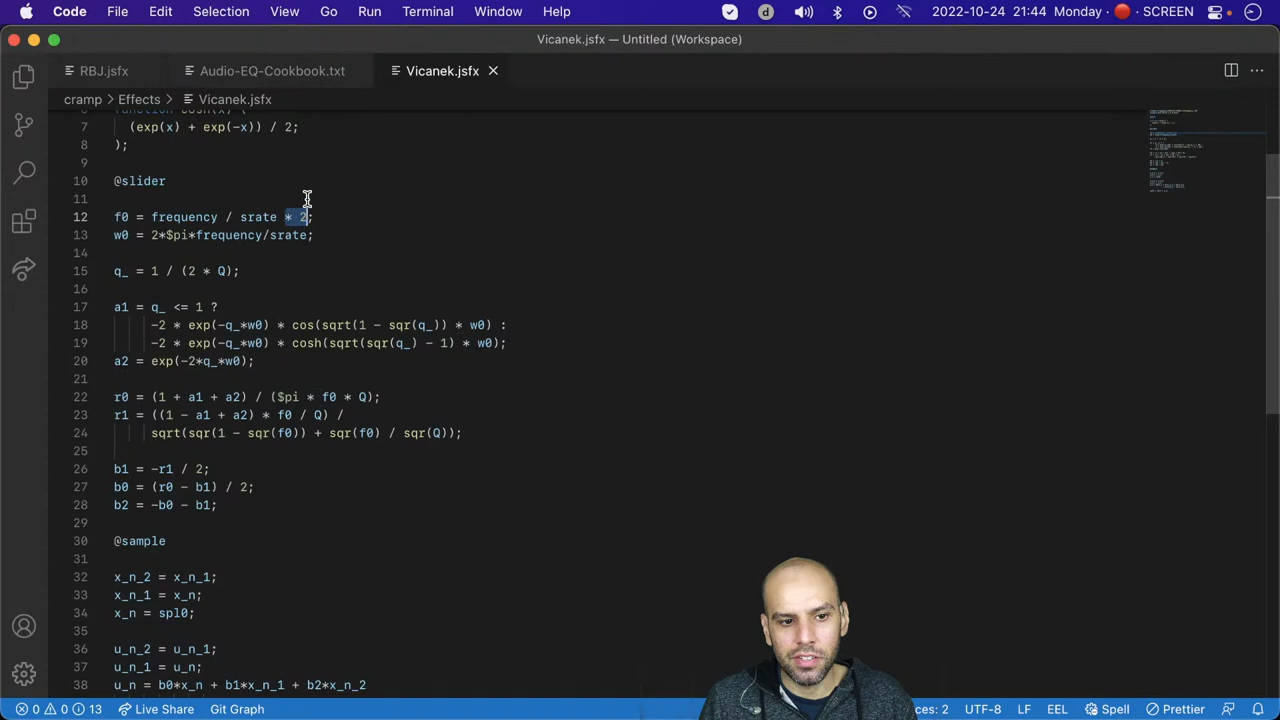 Code File Edit Selection View Go Run Terminal Window Help d 2022-10-24 21:44 Monday SCREEN
Vicanek.jsfx — Untitled (Workspace)
RBJ.jsfx Audio-EQ-Cookbook.txt Vicanek.jsfx
cramp > Effects > Vicanek.jsfx
function cosh(x) (
7 (exp(x) + exp(-x)) / 2;
8 );
9
10 @slider
11
12 f0 = frequency / srate * 2;
13 w0 = 2*$pi*frequency/srate;
14
15 q_ = 1 / (2 * Q);
16
17 a1 = q_ <= 1 ?
18 -2 * exp(-q_*w0) * cos(sqrt(1 - sqr(q_)) * w0) :
19 -2 * exp(-q_*w0) * cosh(sqrt(sqr(q_) - 1) * w0);
20 a2 = exp(-2*q_*w0);
21
22 r0 = (1 + a1 + a2) / ($pi * f0 * Q);
23 r1 = ((1 - a1 + a2) * f0 / Q) /
24 sqrt(sqr(1 - sqr(f0)) + sqr(f0) / sqr(Q));
25
26 b1 = -r1 / 2;
27 b0 = (r0 - b1) / 2;
28 b2 = -b0 - b1;
29
30 @sample
31
32 x_n_2 = x_n_1;
33 x_n_1 = x_n;
34 x_n = spl0;
35
36 u_n_2 = u_n_1;
37 u_n_1 = u_n;
38 u_n = b0*x_n + b1*x_n_1 + b2*x_n_2
0 0 13 Live Share Git Graph ces: 2 UTF-8 LF EEL Spell Prettier